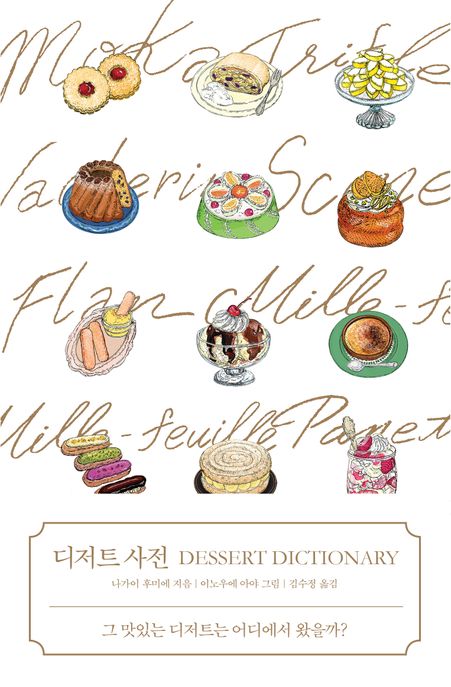 Moka Trifle
Vacherin Scone
Flan Mille-fe
Mille-feuille Panett
디저트 사전 DESSERT DICTIONARY
나가이 후미에 지음 | 이노우에 아야 그림 | 김수정 옮김
그 맛있는 디저트는 어디에서 왔을까?